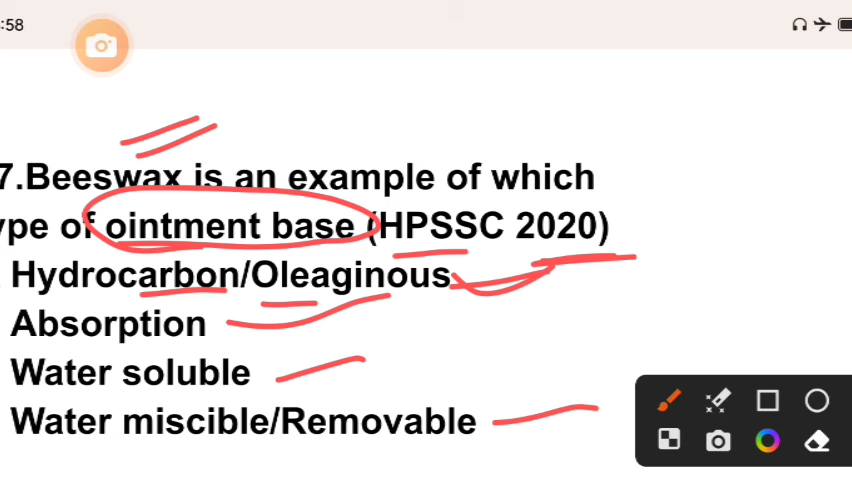 :58
7.Beeswax is an example of which
ype of ointment base (HPSSC 2020)
Hydrocarbon/Oleaginous
Absorption
Water soluble
Water miscible/Removable